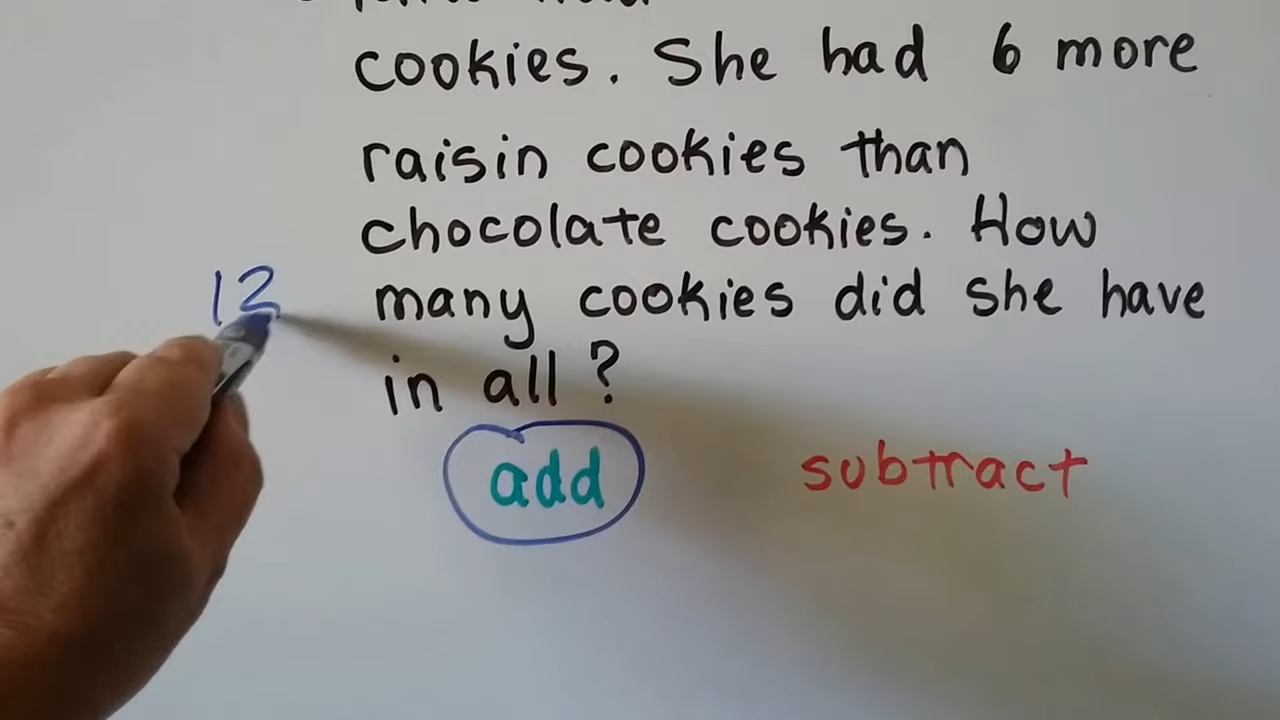 cookies. She had 6 more
raisin cookies than
chocolate cookies. How
12 many cookies did she have
in all?
add subtract